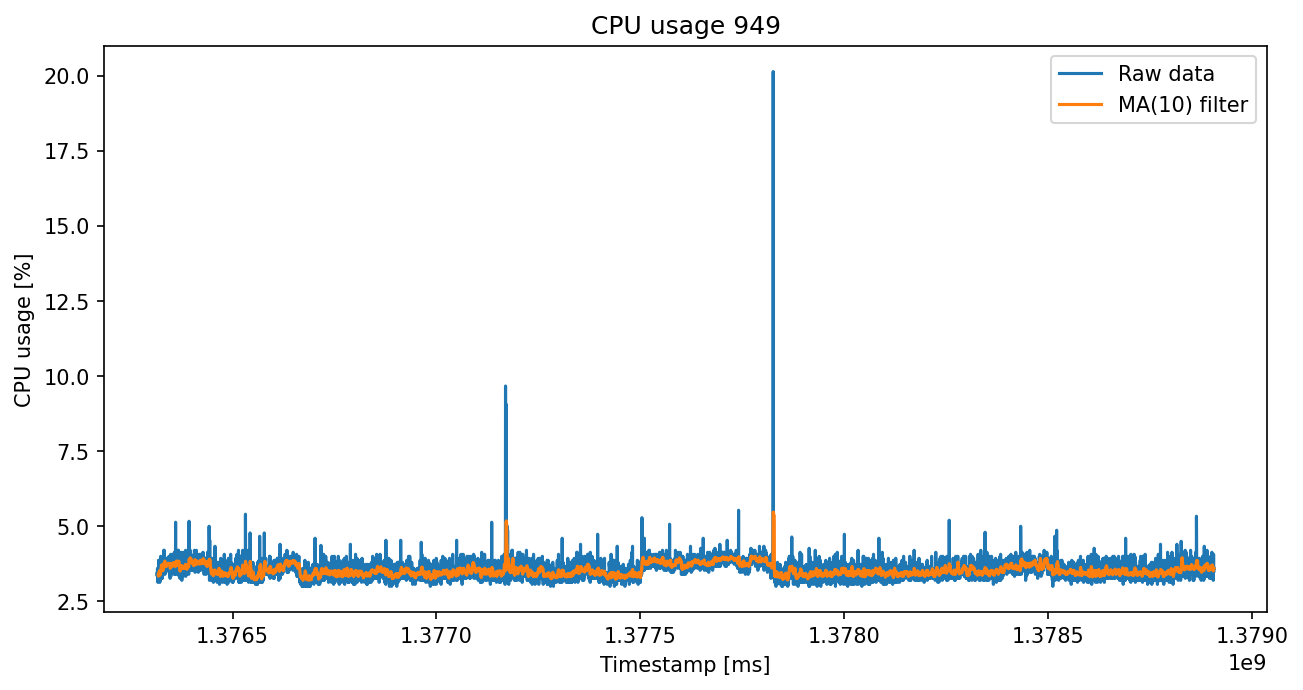 CPU usage 949
Raw data
MA(10) filter
CPU usage [%]
20.0
17.5
15.0
12.5
10.0
7.5
5.0
2.5
1.3765 1.3770 1.3775 1.3780 1.3785 1.3790
1e9
Timestamp [ms]